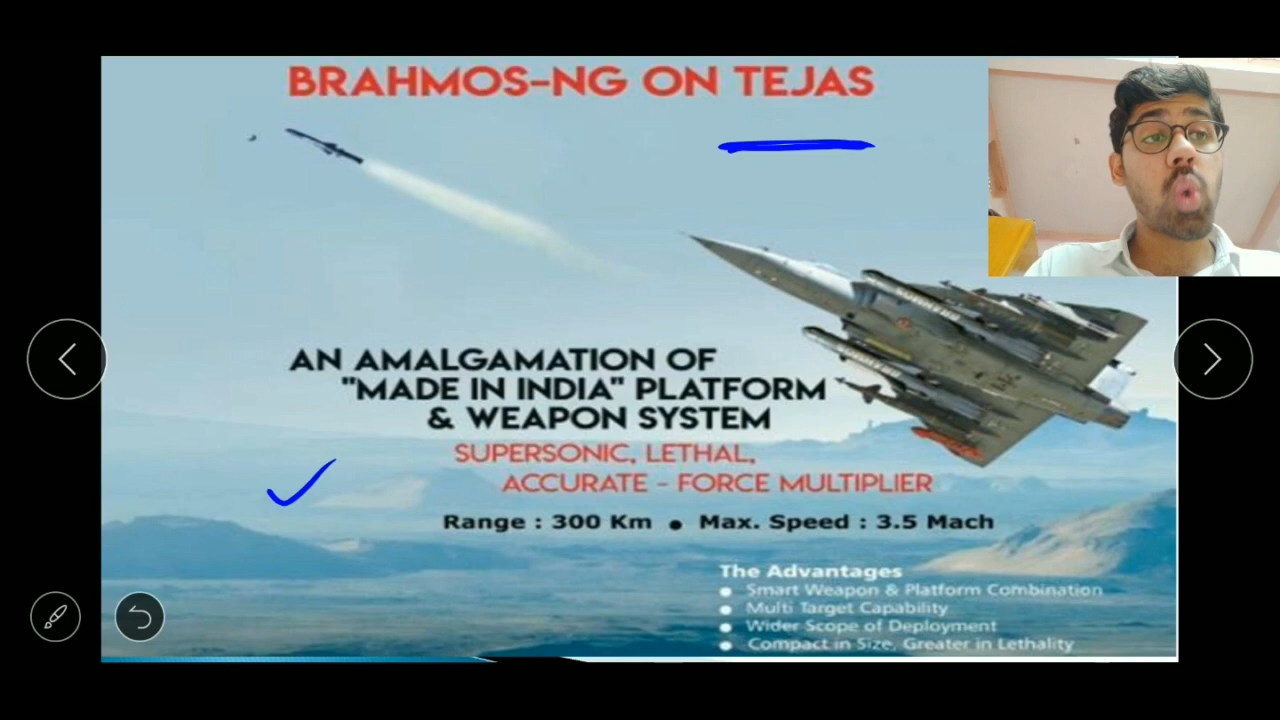 BRAHMOS-NG ON TEJAS
AN AMALGAMATION OF
"MADE IN INDIA" PLATFORM
& WEAPON SYSTEM
SUPERSONIC, LETHAL,
ACCURATE - FORCE MULTIPLIER
Range : 300 Km ● Max. Speed : 3.5 Mach
The Advantages
● Smart Weapon & Platform Combination
● Multi Target Capability
● Wider Scope of Deployment
● Compact in Size, Greater in Lethality